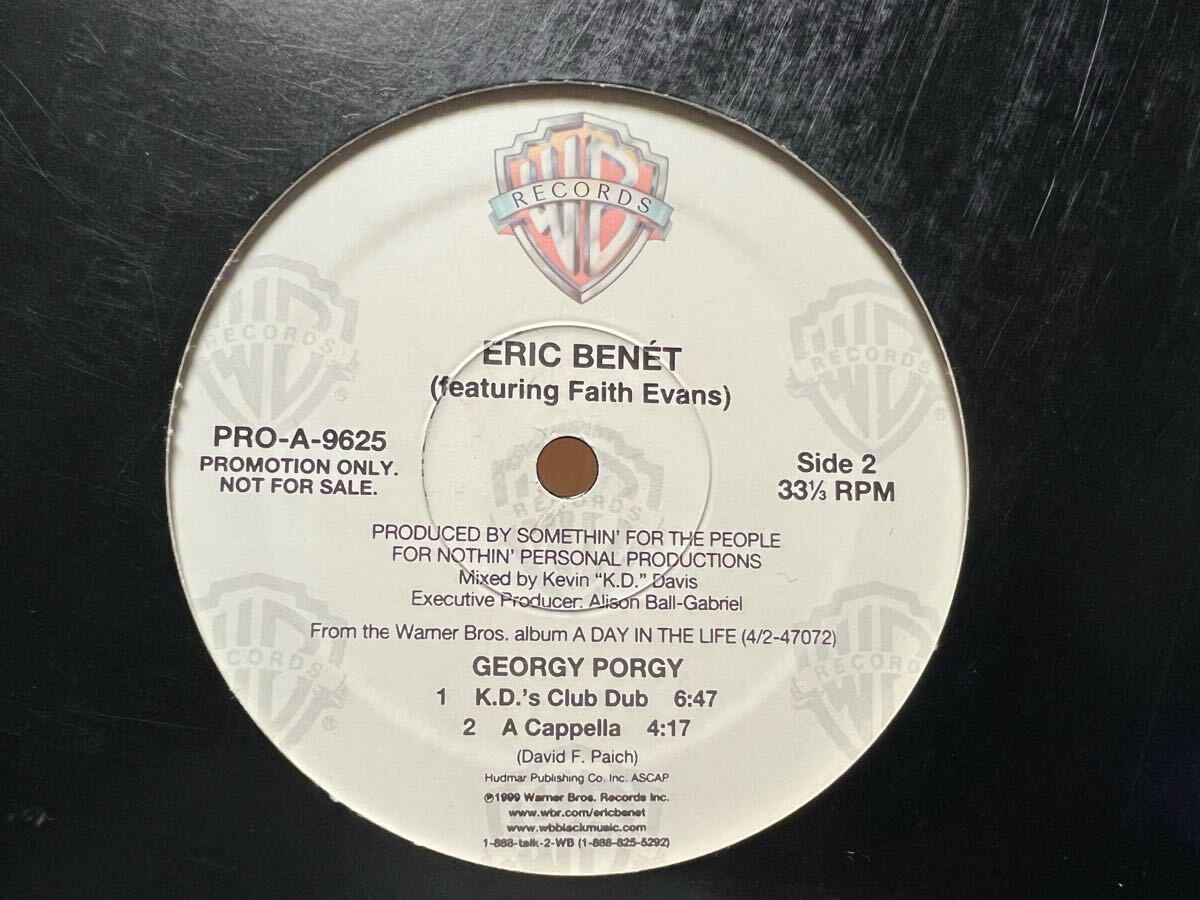 WB
RECORDS
ERIC BENÉT
(featuring Faith Evans)
PRO-A-9625
PROMOTION ONLY.
NOT FOR SALE.
Side 2
33⅓ RPM
PRODUCED BY SOMETHIN' FOR THE PEOPLE
FOR NOTHIN' PERSONAL PRODUCTIONS
Mixed by Kevin "K.D." Davis
Executive Producer: Alison Ball-Gabriel
From the Warner Bros. album A DAY IN THE LIFE (4/2-47072)
GEORGY PORGY
1 K.D.'s Club Dub 6:47
2 A Cappella 4:17
(David F. Paich)
Hudmar Publishing Co. Inc. ASCAP
℗1999 Warner Bros. Records Inc.
www.wbr.com/ericbenet
www.wbblackmusic.com
1-888-talk-2-WB (1-888-825-5292)